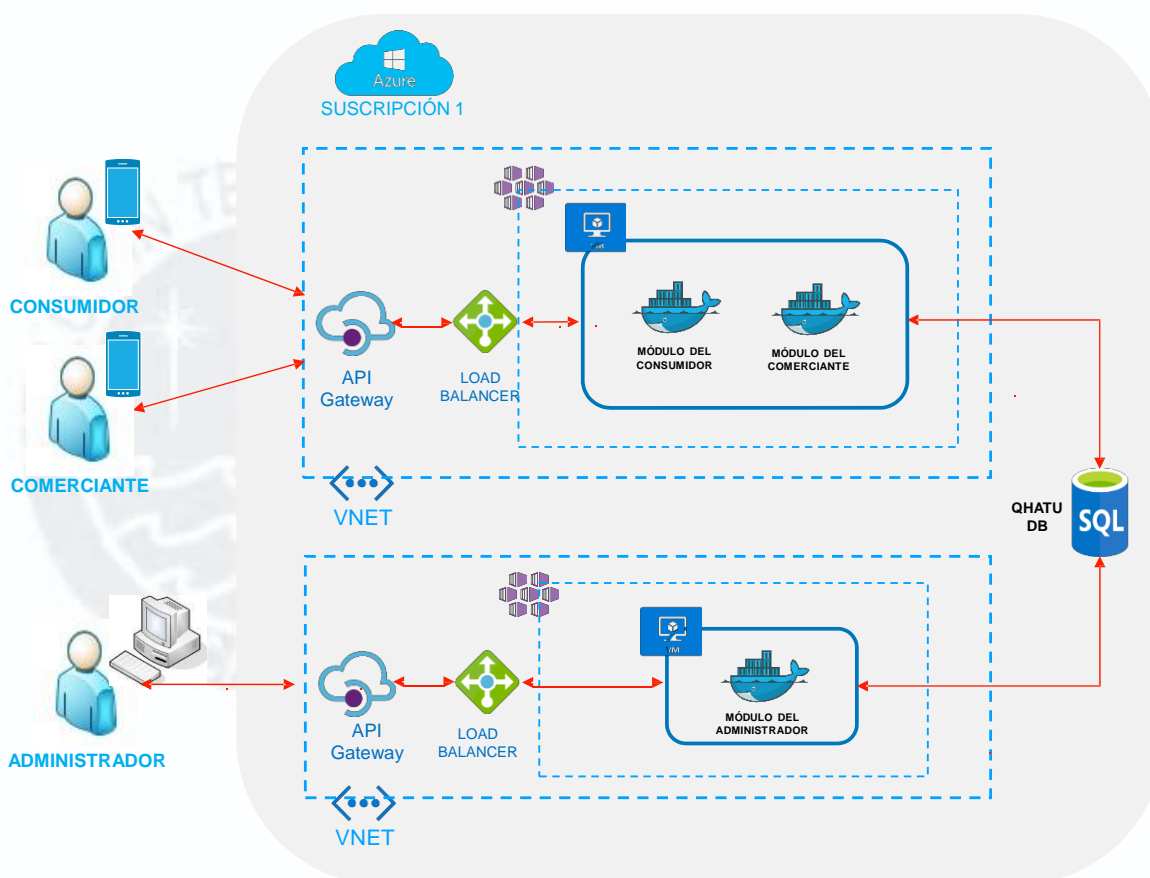 Azure
SUSCRIPCIÓN 1
CONSUMIDOR
COMERCIANTE
API
Gateway
LOAD
BALANCER
MÓDULO DEL
CONSUMIDOR
MÓDULO DEL
COMERCIANTE
VNET
QHATU
DB
SQL
ADMINISTRADOR
API
Gateway
LOAD
BALANCER
VM
MÓDULO DEL
ADMINISTRADOR
VNET